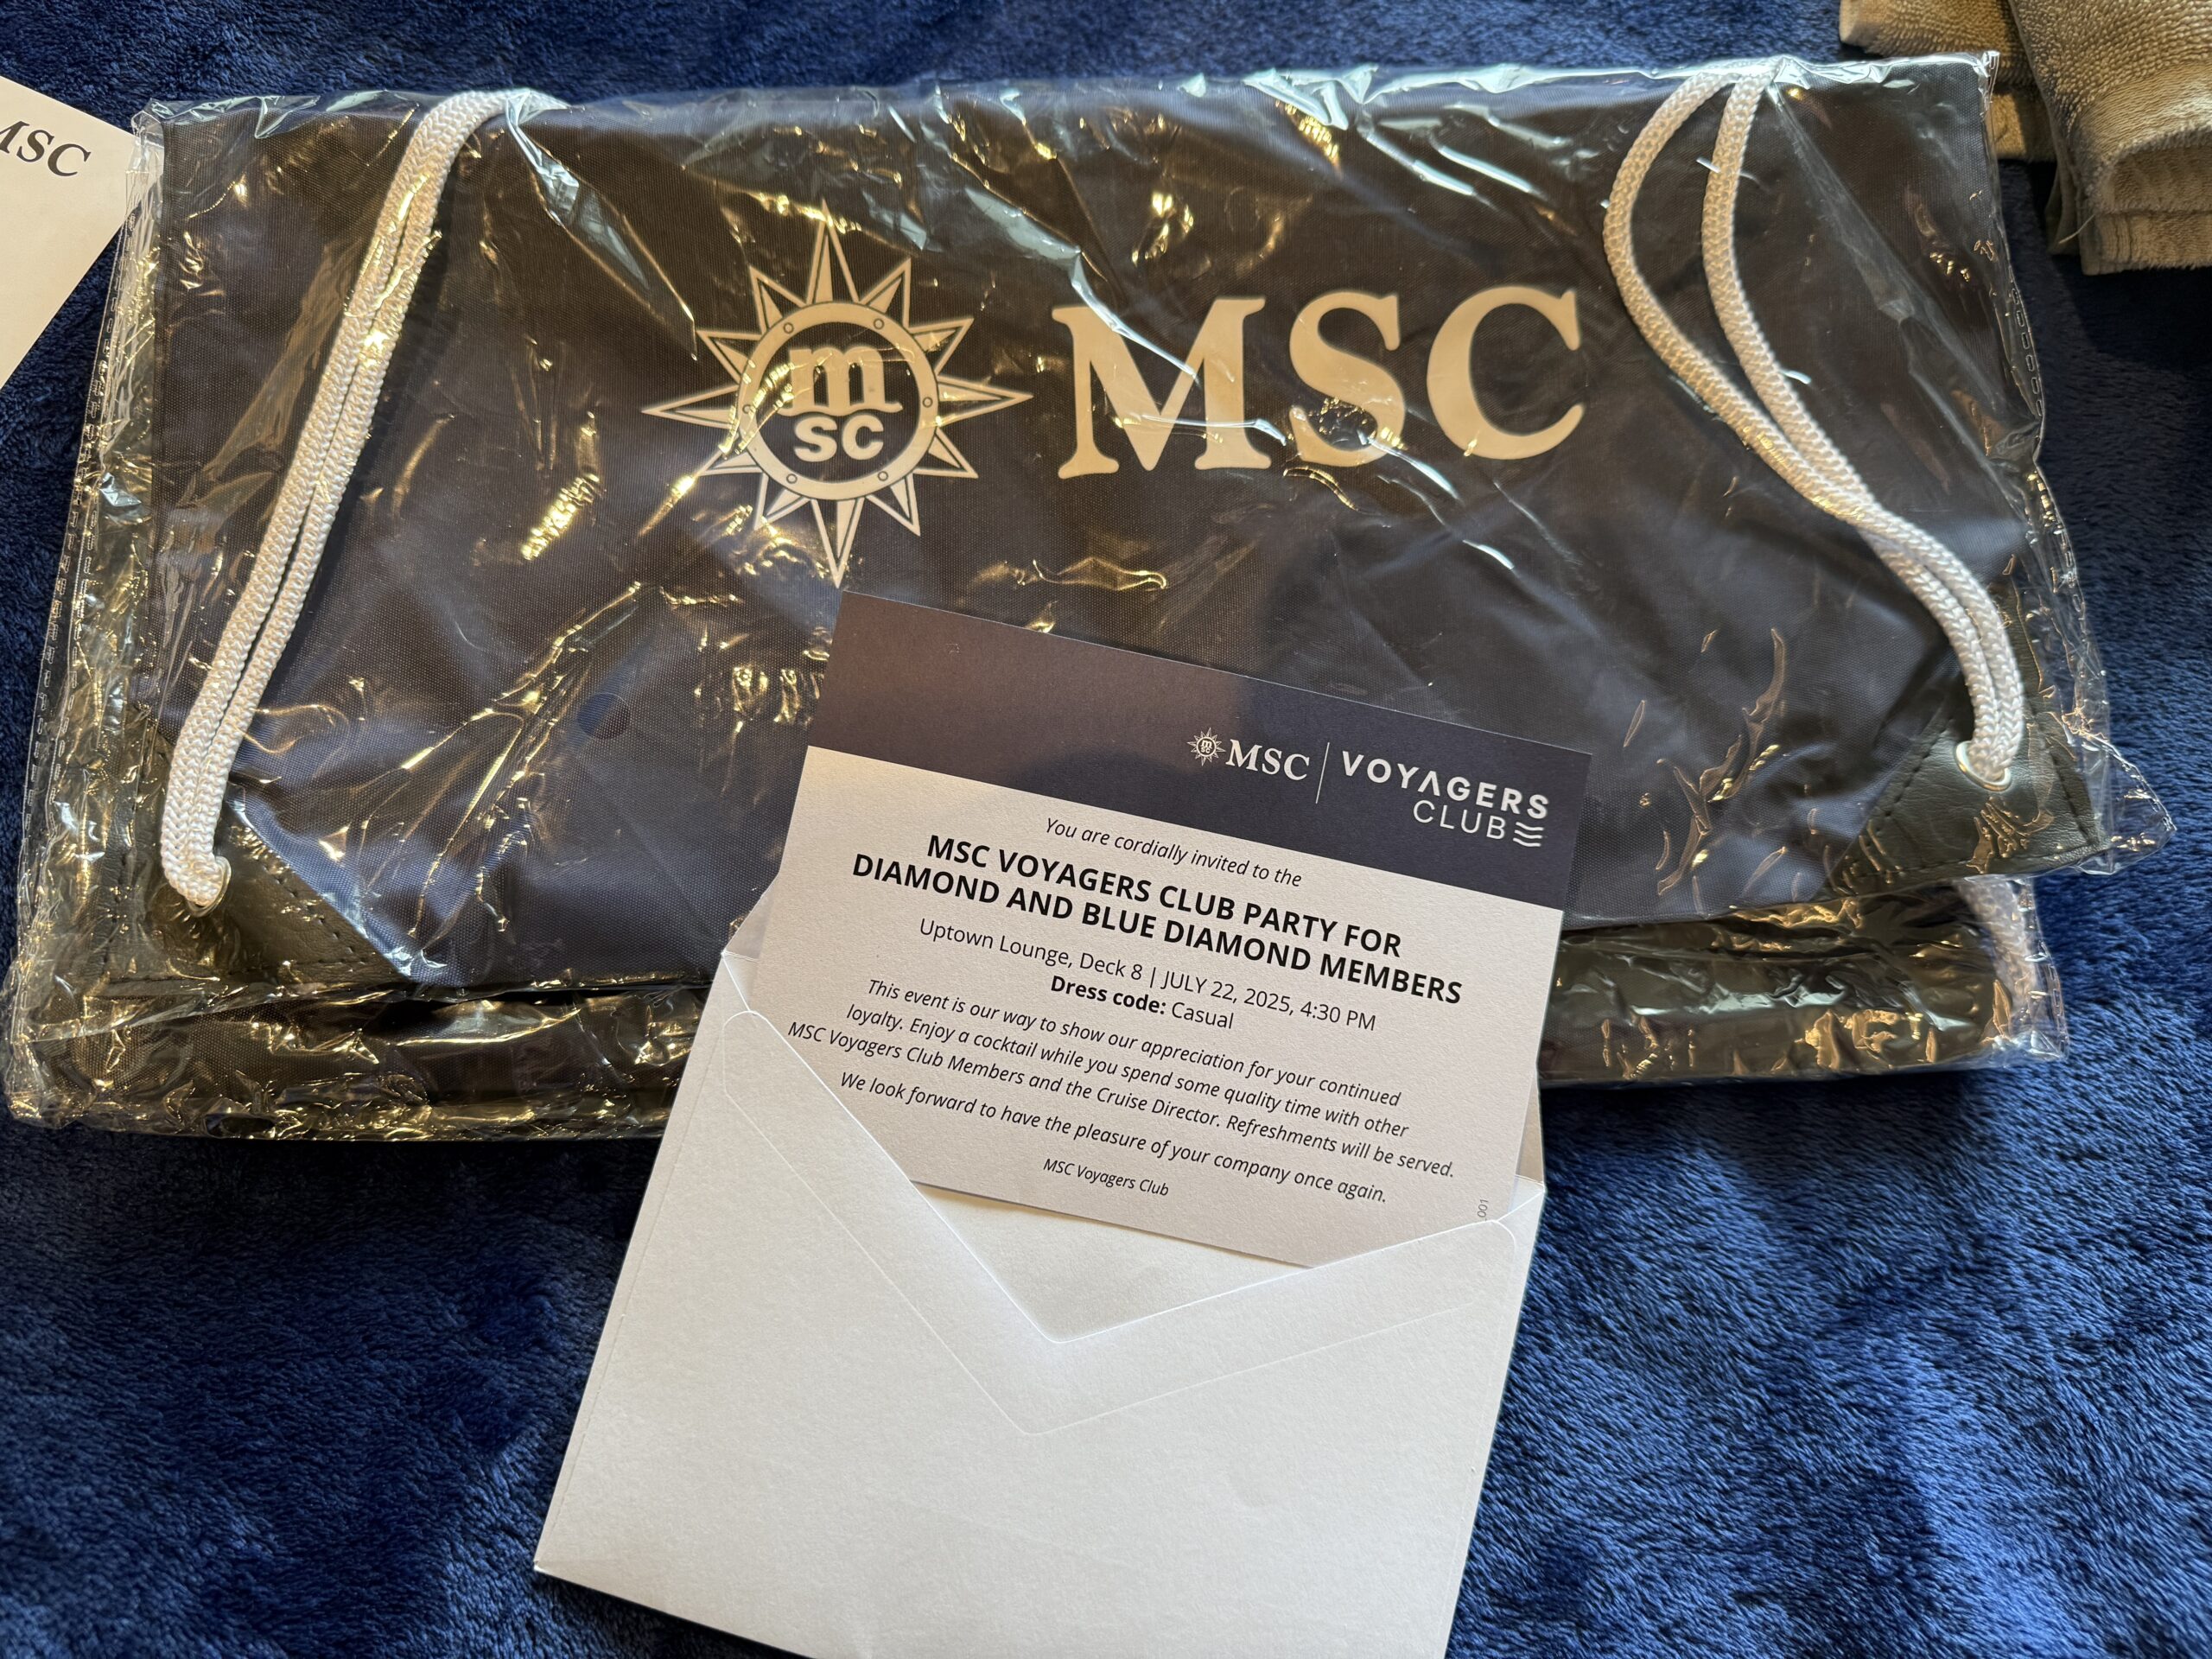 MSC
m
SC
MSC
m
SC
MSC
VOYAGERS
CLUB
You are cordially invited to the
MSC VOYAGERS CLUB PARTY FOR
DIAMOND AND BLUE DIAMOND MEMBERS
Uptown Lounge, Deck 8 | JULY 22, 2025, 4:30 PM
Dress code: Casual
This event is our way to show our appreciation for your continued
loyalty. Enjoy a cocktail while you spend some quality time with other
MSC Voyagers Club Members and the Cruise Director. Refreshments will be served.
We look forward to have the pleasure of your company once again.
MSC Voyagers Club
001